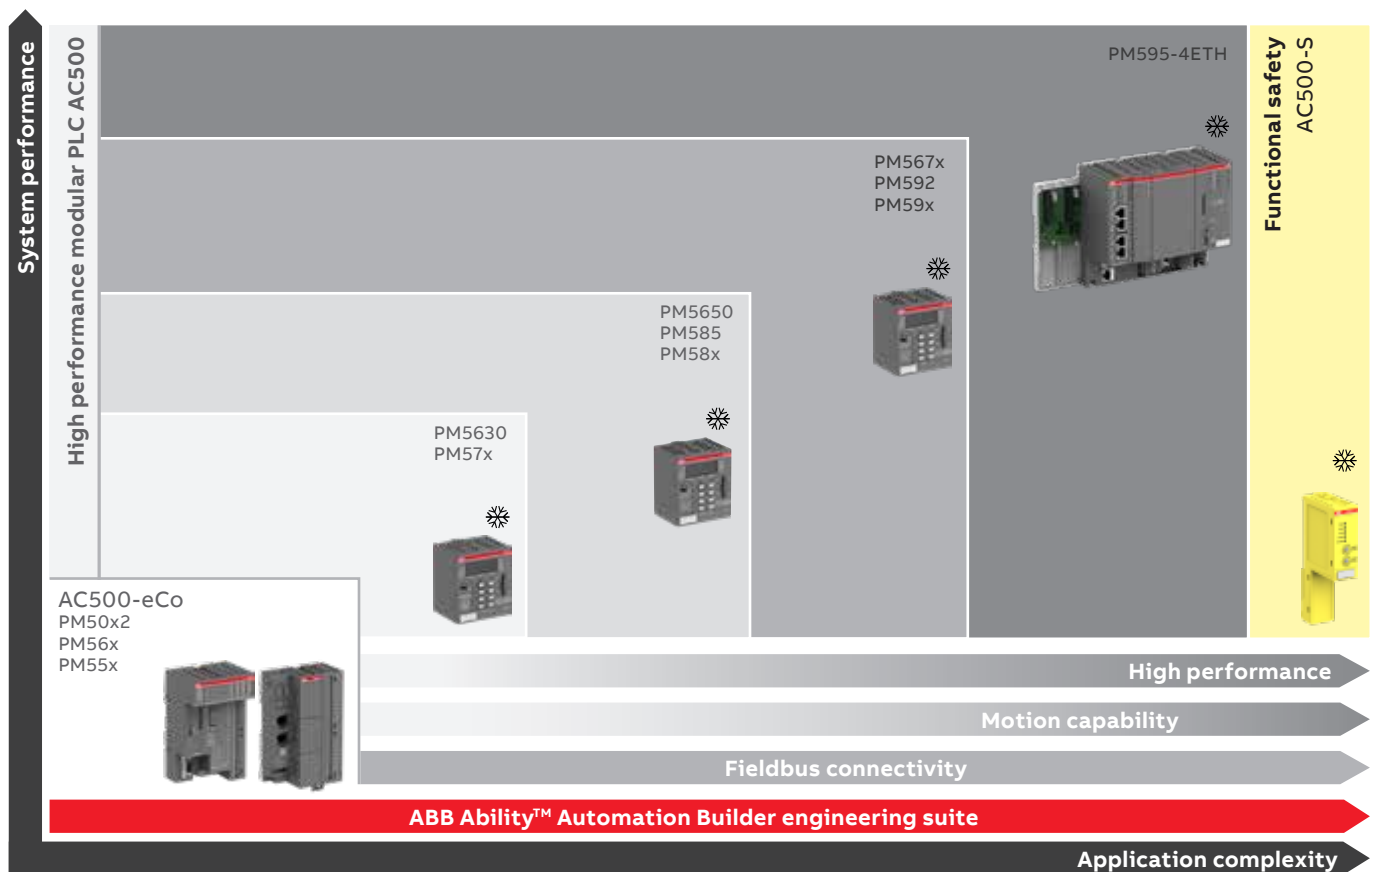 System performance
High performance modular PLC AC500
PM595-4ETH
Functional safety
AC500-S
PM567x
PM592
PM59x
PM5650
PM585
PM58x
PM5630
PM57x
AC500-eCo
PM50x2
PM56x
PM55x
High performance
Motion capability
Fieldbus connectivity
ABB Ability™ Automation Builder engineering suite
Application complexity